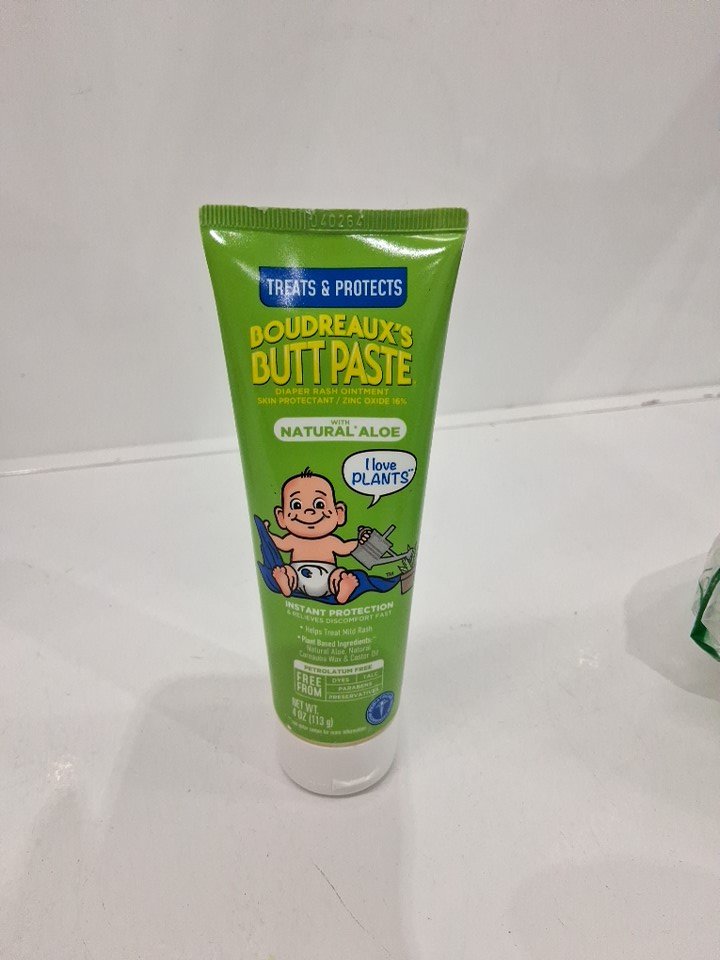 J40264
TREATS & PROTECTS
BOUDREAUX'S
BUTT PASTE
DIAPER RASH OINTMENT
SKIN PROTECTANT / ZINC OXIDE 16%
WITH
NATURAL* ALOE
I love
PLANTS**
TM
INSTANT PROTECTION
& RELIEVES DISCOMFORT FAST
• Helps Treat Mild Rash
• Plant Based Ingredients:**
Natural Aloe, Natural
Carnauba Wax & Castor Oil
PETROLATUM FREE
FREE FROM
DYES TALC
PARABENS
PRESERVATIVES
NET WT.
4 OZ (113 g)